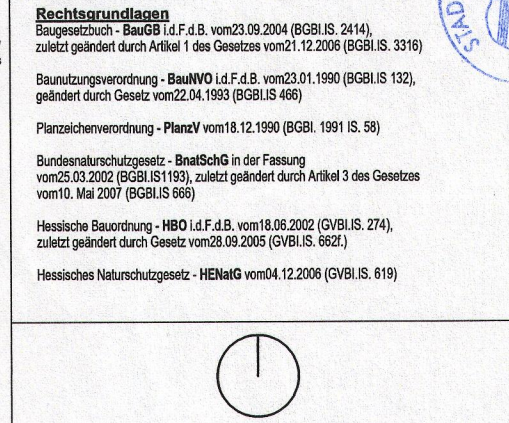 Rechtsgrundlagen
Baugesetzbuch - BauGB i.d.F.d.B. vom23.09.2004 (BGBl.IS. 2414),
zuletzt geändert durch Artikel 1 des Gesetzes vom21.12.2006 (BGBl.IS. 3316)
Baunutzungsverordnung - BauNVO i.d.F.d.B. vom23.01.1990 (BGBl.IS 132),
geändert durch Gesetz vom22.04.1993 (BGBl.IS 466)
Planzeichenverordnung - PlanzV vom18.12.1990 (BGBl. 1991 IS. 58)
Bundesnaturschutzgesetz - BnatSchG in der Fassung
vom25.03.2002 (BGBl.IS1193), zuletzt geändert durch Artikel 3 des Gesetzes
vom10. Mai 2007 (BGBl.IS 666)
Hessische Bauordnung - HBO i.d.F.d.B. vom18.06.2002 (GVBl.IS. 274),
zuletzt geändert durch Gesetz vom28.09.2005 (GVBl.IS. 662f.)
Hessisches Naturschutzgesetz - HENatG vom04.12.2006 (GVBl.IS. 619)
STAD